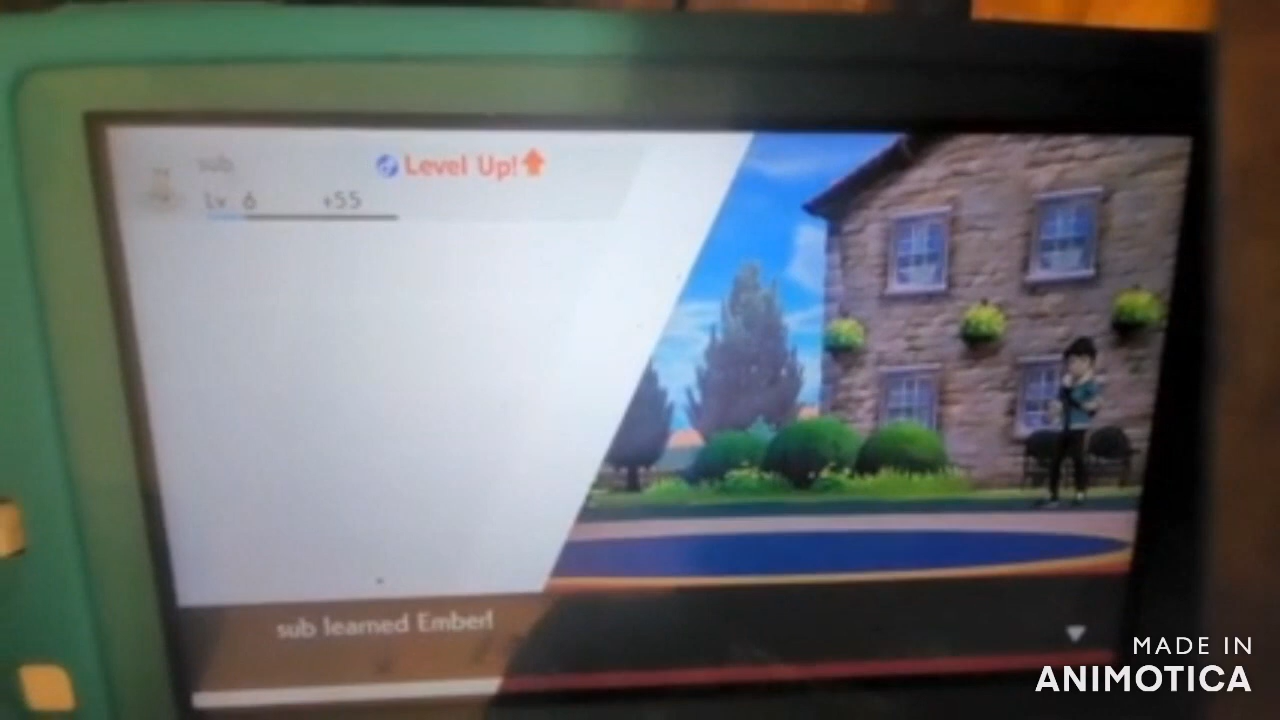 sub
Level Up!
Lv. 6 +55
sub learned Ember!
MADE IN
ANIMOTICA